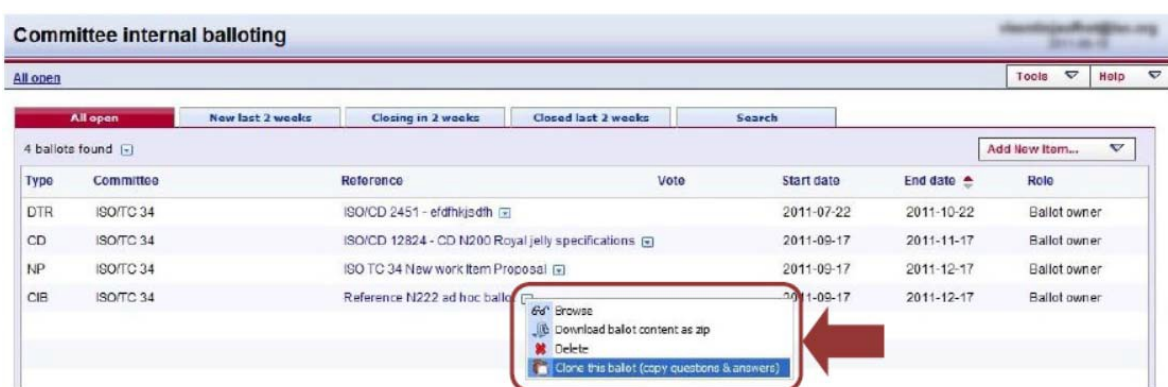 Committee internal balloting
All open
Tools Help
All open New last 2 weeks Closing in 2 weeks Closed last 2 weeks Search
4 ballots found Add New Item...
Type Committee Reference Vote Start date End date Role
DTR ISO/TC 34 ISO/CD 2451 - efdfhkjsdfh 2011-07-22 2011-10-22 Ballot owner
CD ISO/TC 34 ISO/CD 12824 - CD N200 Royal jelly specifications 2011-09-17 2011-11-17 Ballot owner
NP ISO/TC 34 ISO TC 34 New work Item Proposal 2011-09-17 2011-12-17 Ballot owner
CIB ISO/TC 34 Reference N222 ad hoc ballot 2011-09-17 2011-12-17 Ballot owner
Browse
Download ballot content as zip
Delete
Clone this ballot (copy questions & answers)